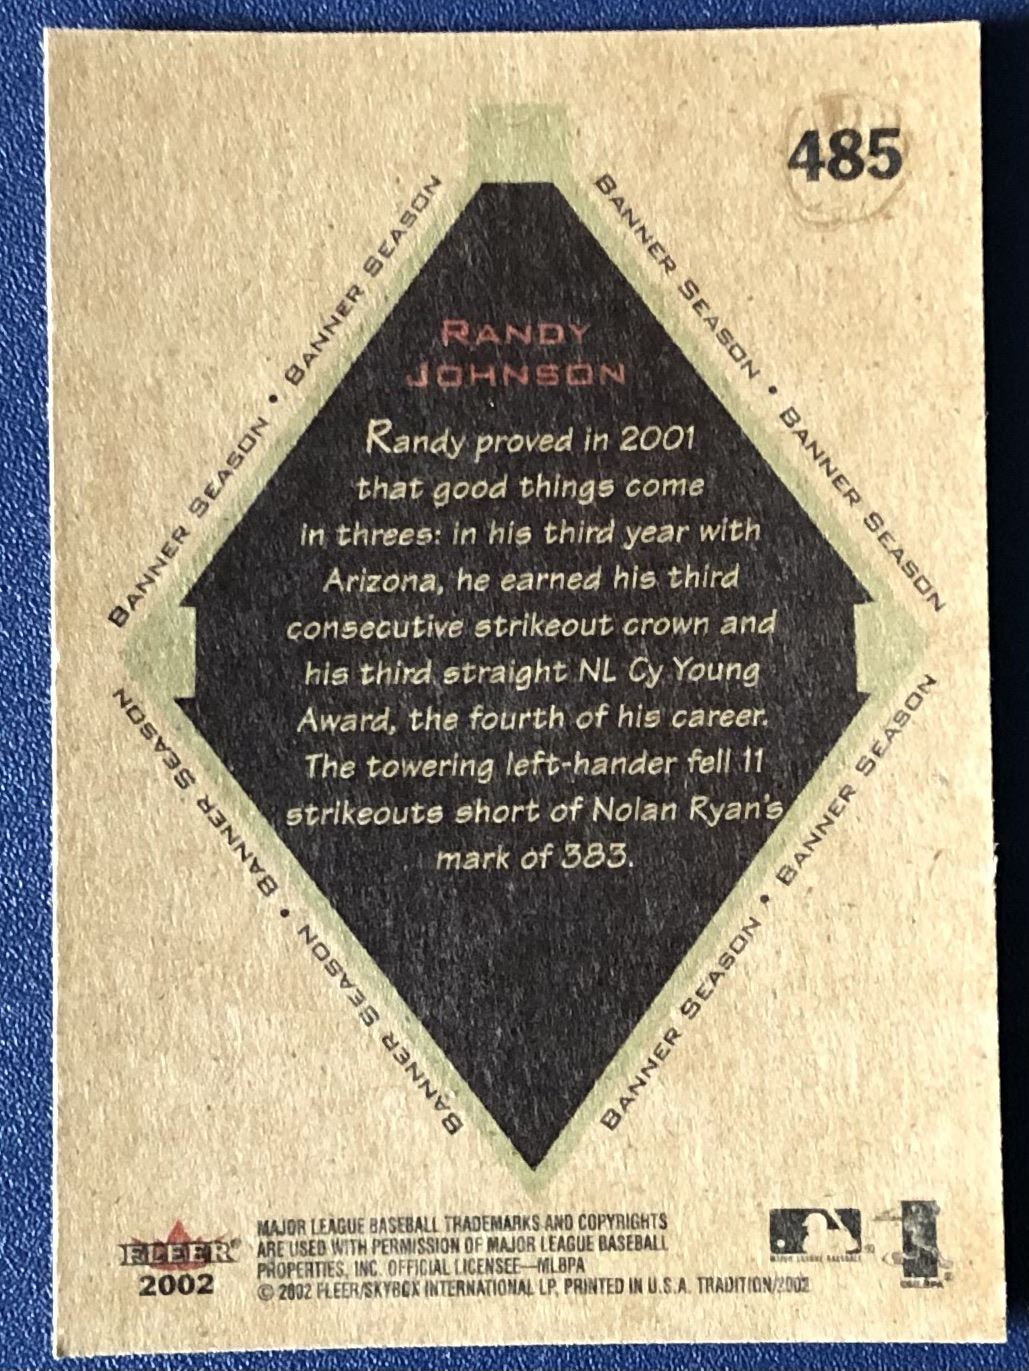 485
BANNER SEASON • BANNER SEASON
BANNER SEASON • BANNER SEASON
RANDY
JOHNSON
Randy proved in 2001
that good things come
in threes: in his third year with
Arizona, he earned his third
consecutive strikeout crown and
his third straight NL Cy Young
Award, the fourth of his career.
The towering left-hander fell 11
strikeouts short of Nolan Ryan's
mark of 383.
BANNER SEASON • BANNER SEASON
BANNER SEASON • BANNER SEASON
FLEER®
2002
MAJOR LEAGUE BASEBALL TRADEMARKS AND COPYRIGHTS
ARE USED WITH PERMISSION OF MAJOR LEAGUE BASEBALL
PROPERTIES, INC. OFFICIAL LICENSEE—MLBPA
© 2002 FLEER/SKYBOX INTERNATIONAL LP, PRINTED IN U.S.A. TRADITION/2002
MAJOR LEAGUE BASEBALL
©MLBPA